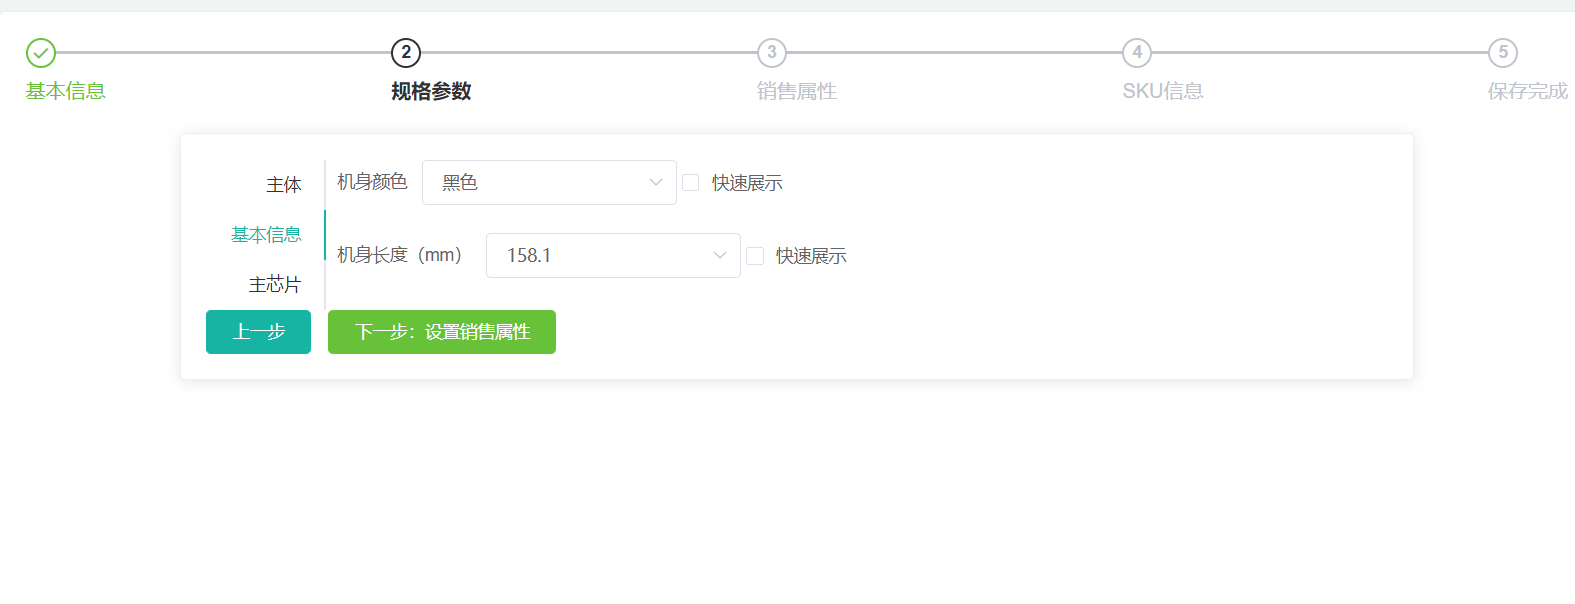 2 3 4 5
基本信息 规格参数 销售属性 SKU信息 保存完成
主体 机身颜色 黑色 快速展示
基本信息
机身长度（mm） 158.1 快速展示
主芯片
上一步 下一步：设置销售属性